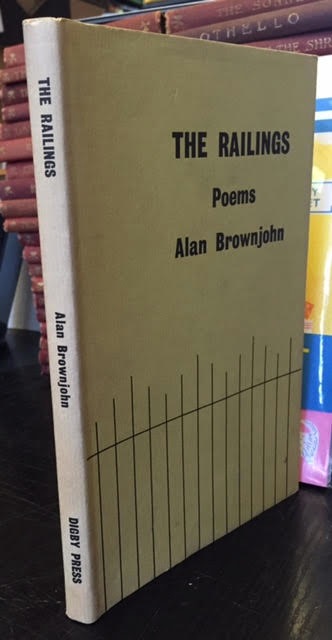 THE RAILINGS
Poems
Alan Brownjohn
THE RAILINGS
Alan Brownjohn
DIGBY PRESS
OTHELLO